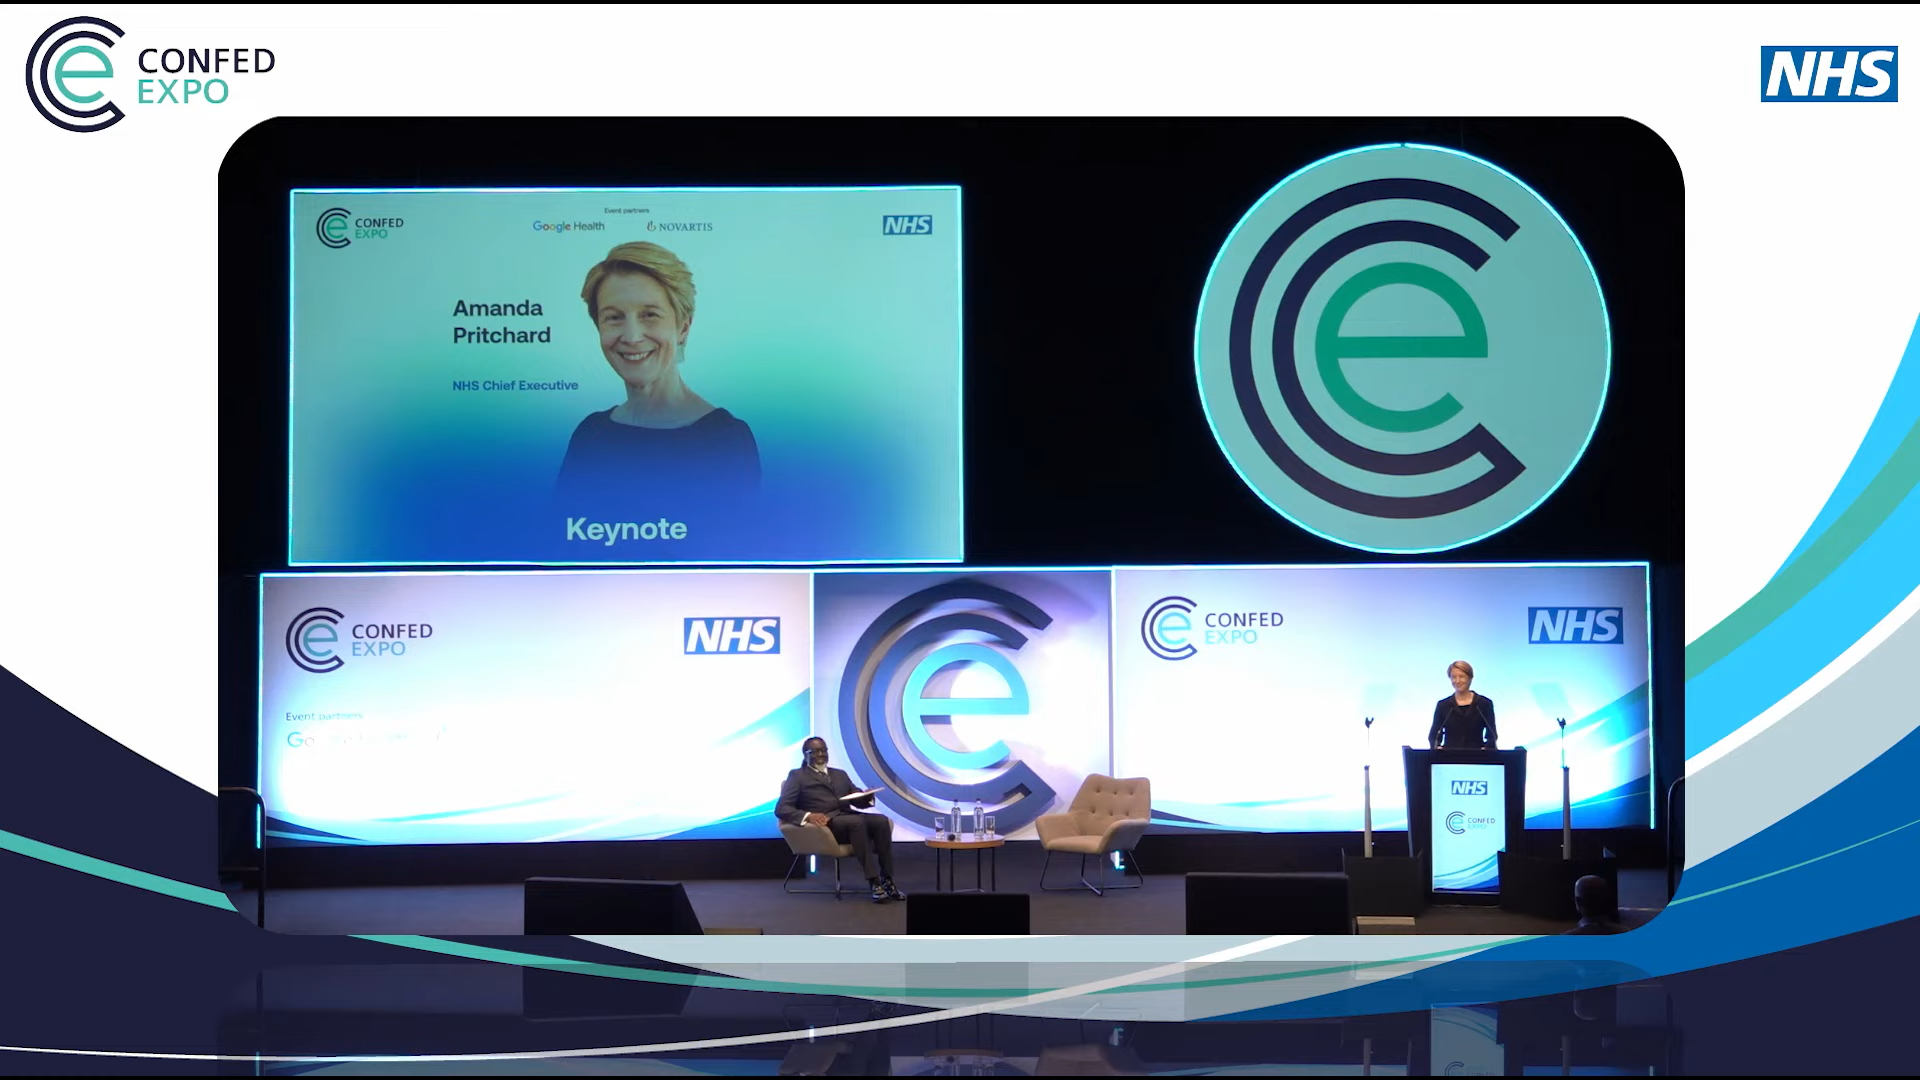 CONFED
EXPO
NHS
CONFED
EXPO
Event partners
Google Health
NOVARTIS
NHS
Amanda
Pritchard
NHS Chief Executive
Keynote
CONFED
EXPO
NHS
Event partners
CONFED
EXPO
NHS
NHS
CONFED
EXPO